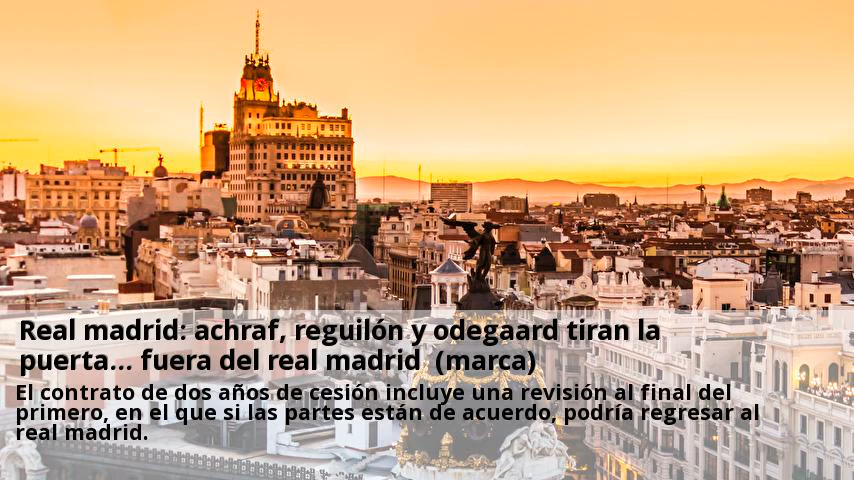 Real madrid: achraf, reguilón y odegaard tiran la
puerta... fuera del real madrid (marca)
El contrato de dos años de cesión incluye una revisión al final del
primero, en el que si las partes están de acuerdo, podría regresar al
real madrid.